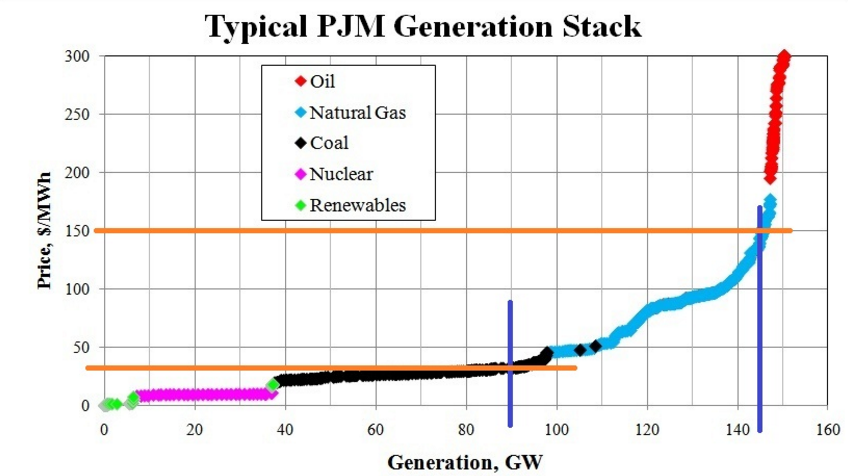 Typical PJM Generation Stack
300
250
200
150
100
50
0
Price, $/MWh
Oil
Natural Gas
Coal
Nuclear
Renewables
0 20 40 60 80 100 120 140 160
Generation, GW